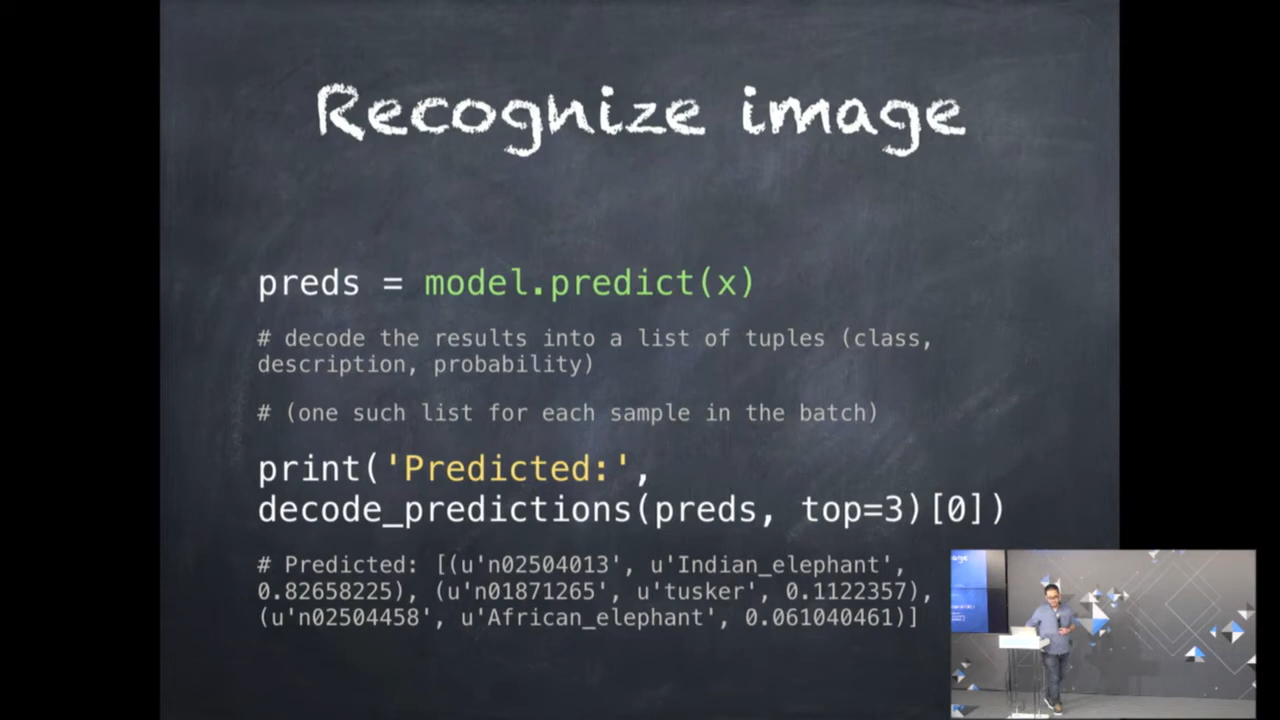 Recognize image
preds = model.predict(x)
# decode the results into a list of tuples (class,
description, probability)
# (one such list for each sample in the batch)
print('Predicted:',
decode_predictions(preds, top=3)[0])
# Predicted: [(u'n02504013', u'Indian_elephant',
0.82658225), (u'n01871265', u'tusker', 0.1122357),
(u'n02504458', u'African_elephant', 0.061040461)]